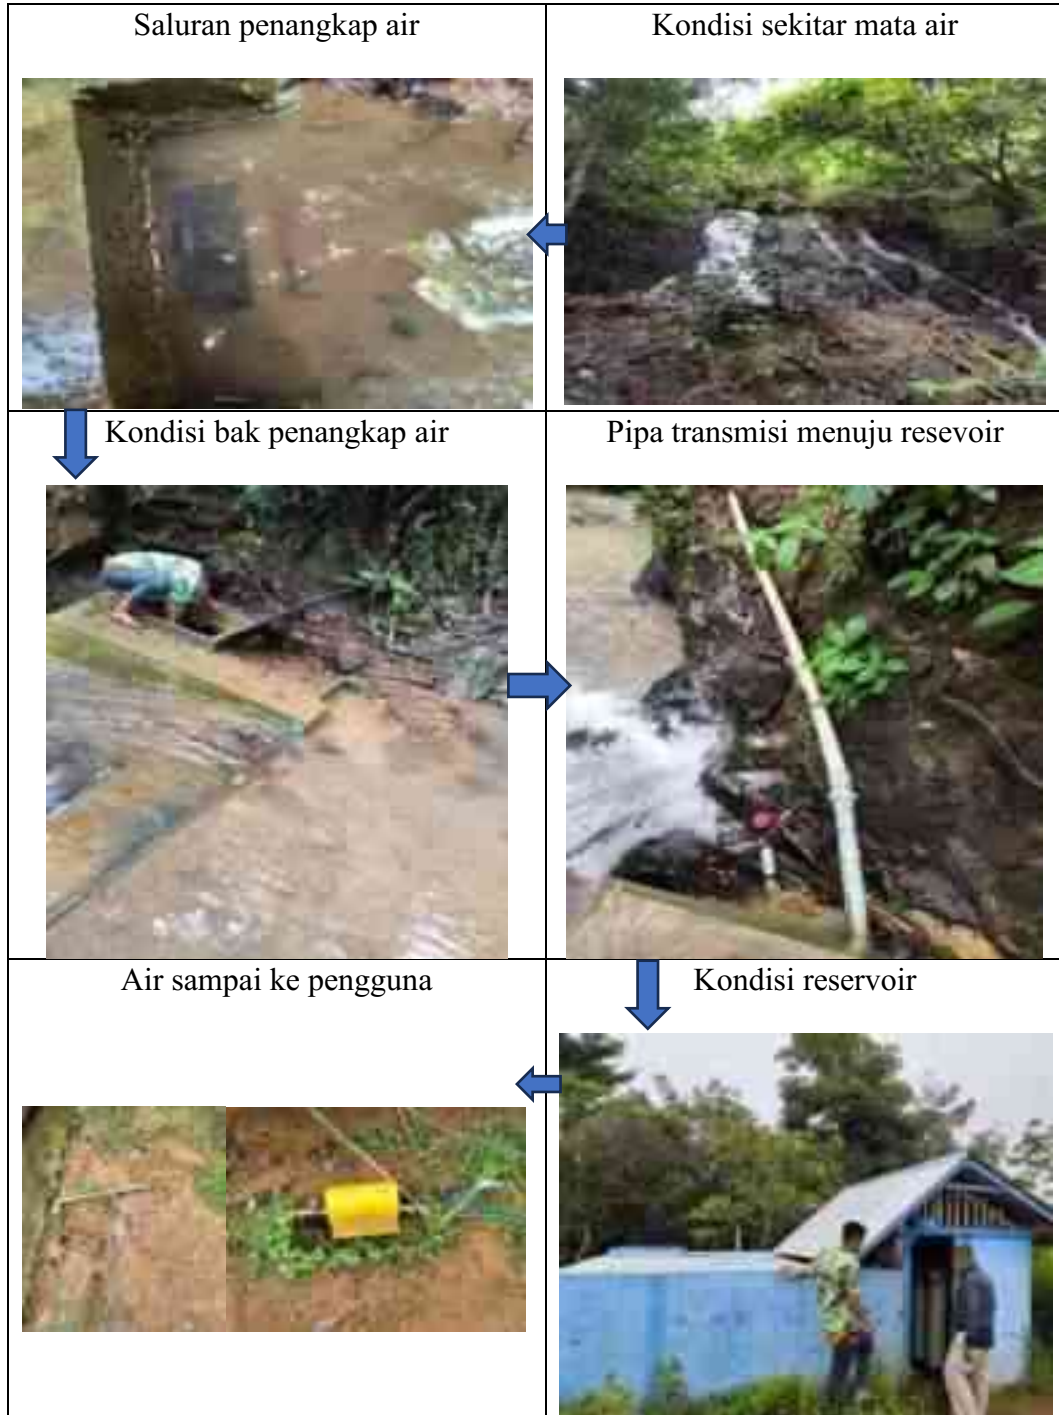 Saluran penangkap air
Kondisi sekitar mata air
Kondisi bak penangkap air
Pipa transmisi menuju resevoir
Air sampai ke pengguna
Kondisi reservoir